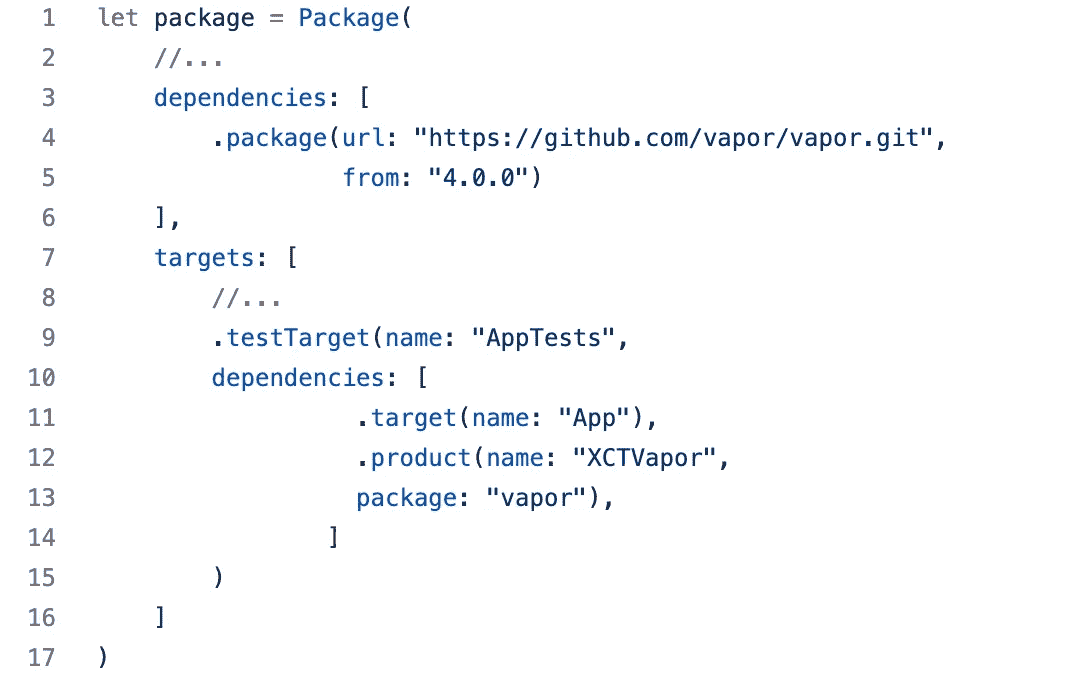 1 let package = Package(
2 //...
3 dependencies: [
4 .package(url: "https://github.com/vapor/vapor.git",
5 from: "4.0.0")
6 ],
7 targets: [
8 //...
9 .testTarget(name: "AppTests",
10 dependencies: [
11 .target(name: "App"),
12 .product(name: "XCTVapor",
13 package: "vapor"),
14 ]
15 )
16 ]
17 )